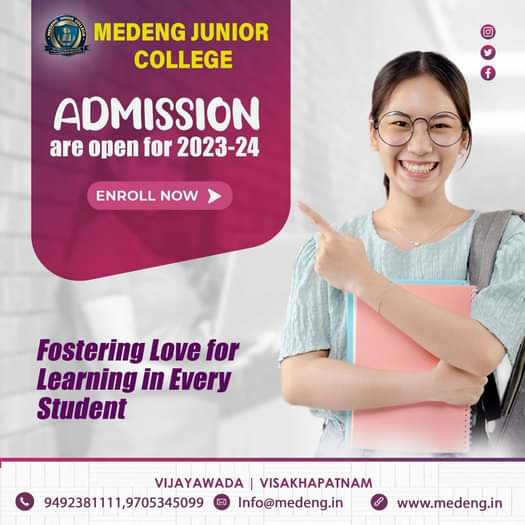 MEDENG JUNIOR
COLLEGE
ADMISSION
are open for 2023-24
ENROLL NOW
Fostering Love for
Learning in Every
Student
VIJAYAWADA | VISAKHAPATNAM
9492381111,9705345099 Info@medeng.in www.medeng.in